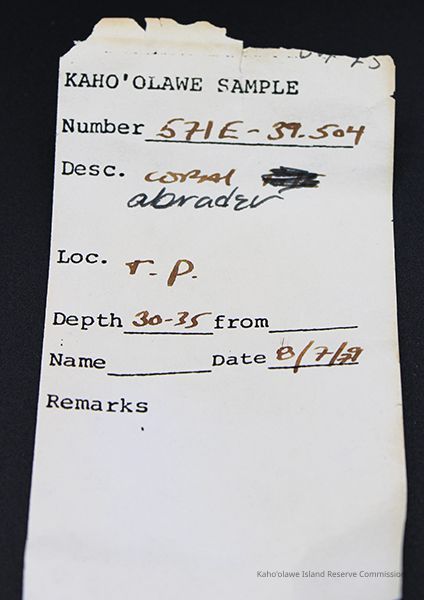 KAHO'OLAWE SAMPLE
Number 571E-39.504
Desc. coral
abrader
Loc. T.P.
Depth 30-35 from
Name Date 8/7/79
Remarks
Kaho'olawe Island Reserve Commission